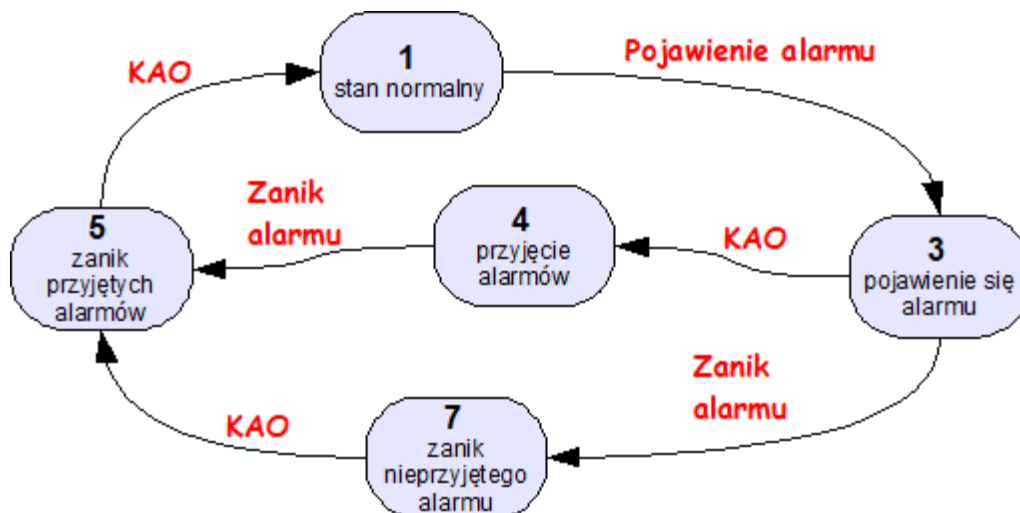 KAO
1
stan normalny
Pojawienie alarmu
Zanik
alarmu
5
zanik
przyjętych
alarmów
4
przyjęcie
alarmów
KAO
3
pojawienie się
alarmu
Zanik
alarmu
KAO
7
zanik
nieprzyjętego
alarmu